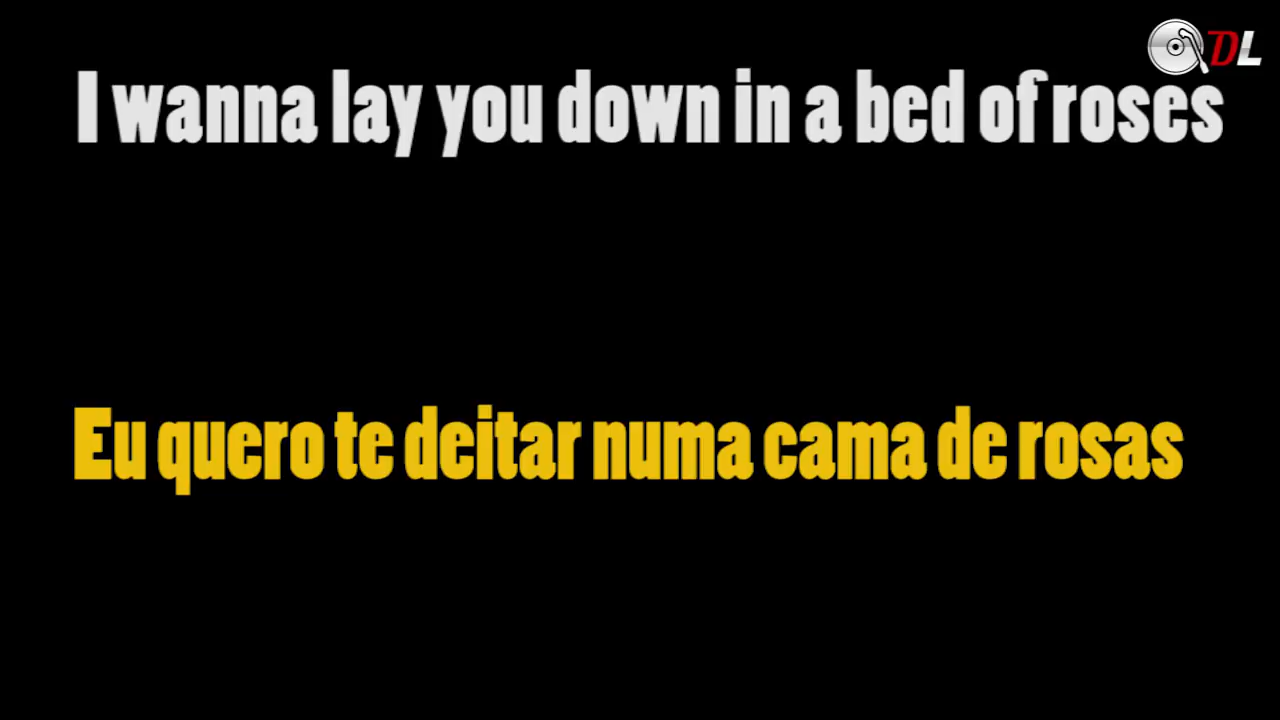 DL
I wanna lay you down in a bed of roses
Eu quero te deitar numa cama de rosas